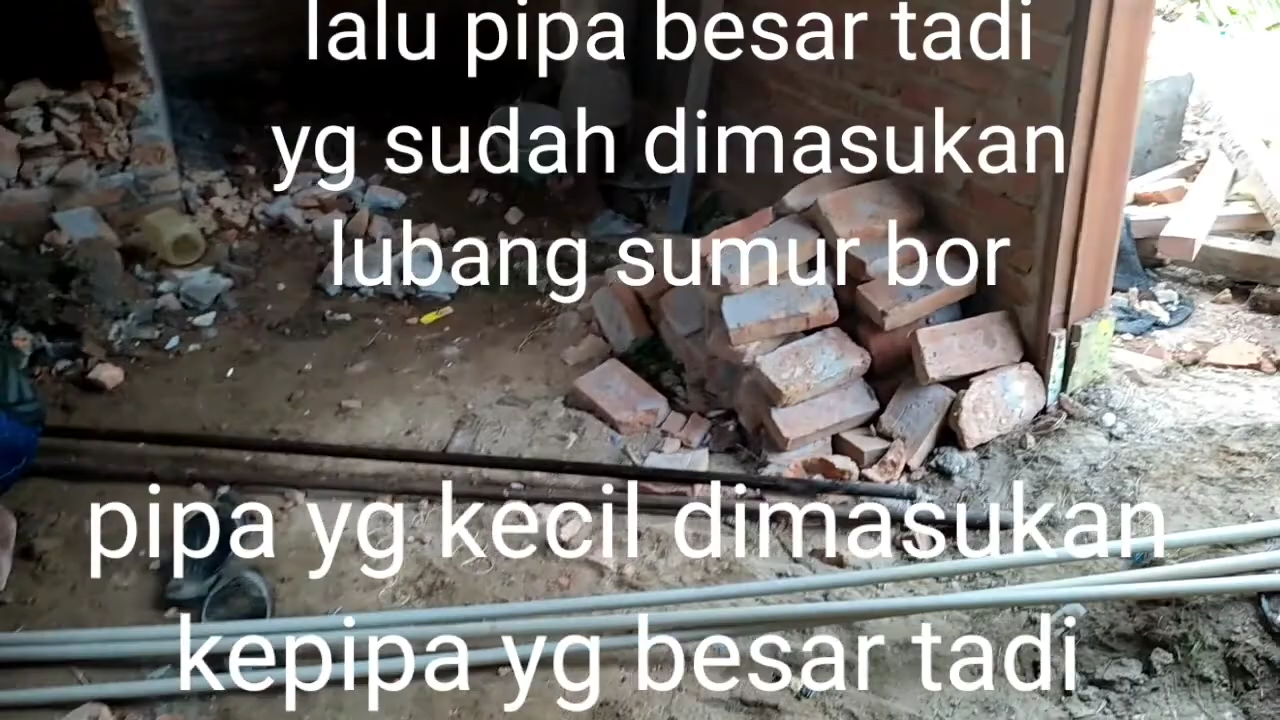 lalu pipa besar tadi
yg sudah dimasukan
lubang sumur bor
pipa yg kecil dimasukan
kepipa yg besar tadi